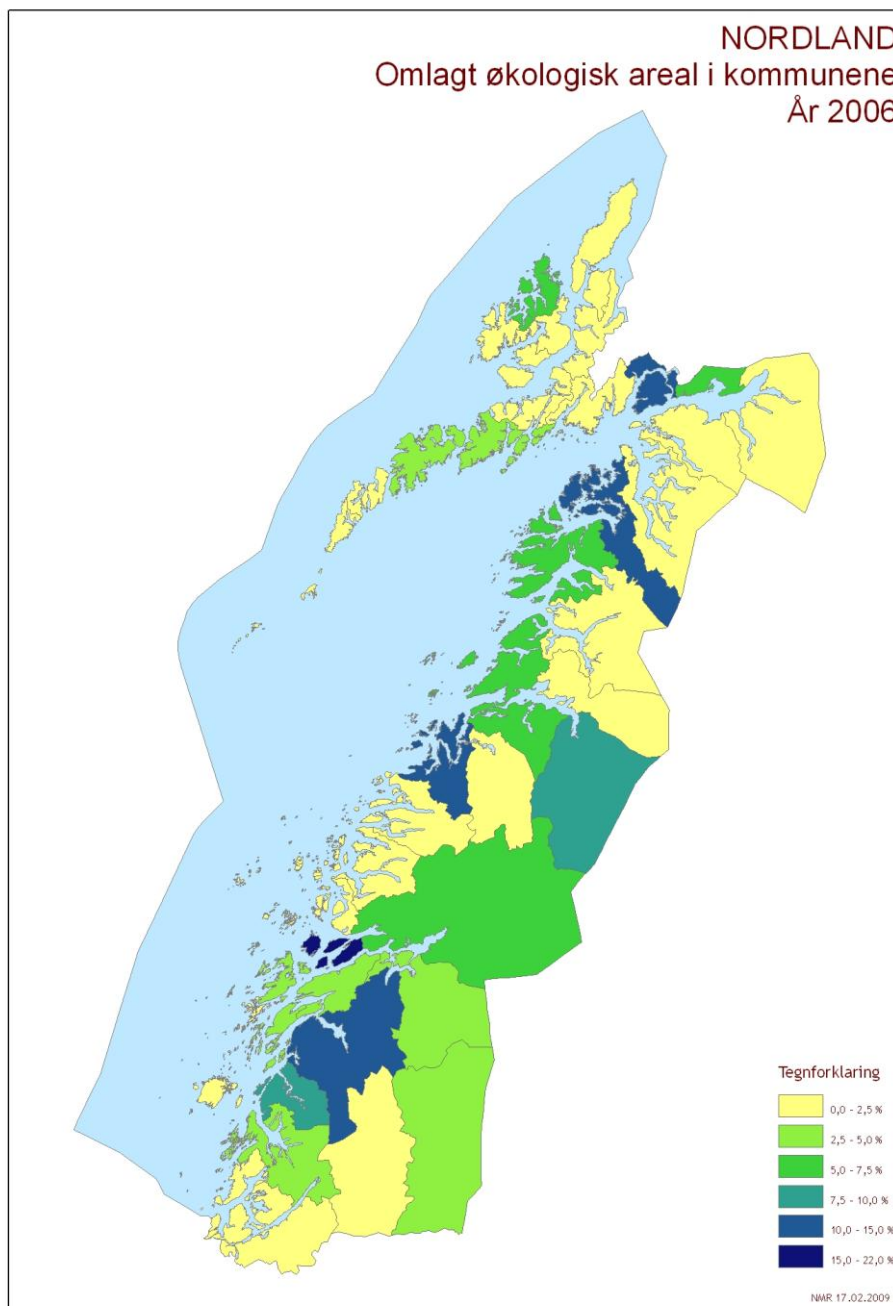 NORDLAND
Omlagt økologisk areal i kommunene
År 2006
Tegnforklaring
0,0 - 2,5 %
2,5 - 5,0 %
5,0 - 7,5 %
7,5 - 10,0 %
10,0 - 15,0 %
15,0 - 22,0 %
NMR 17.02.2009